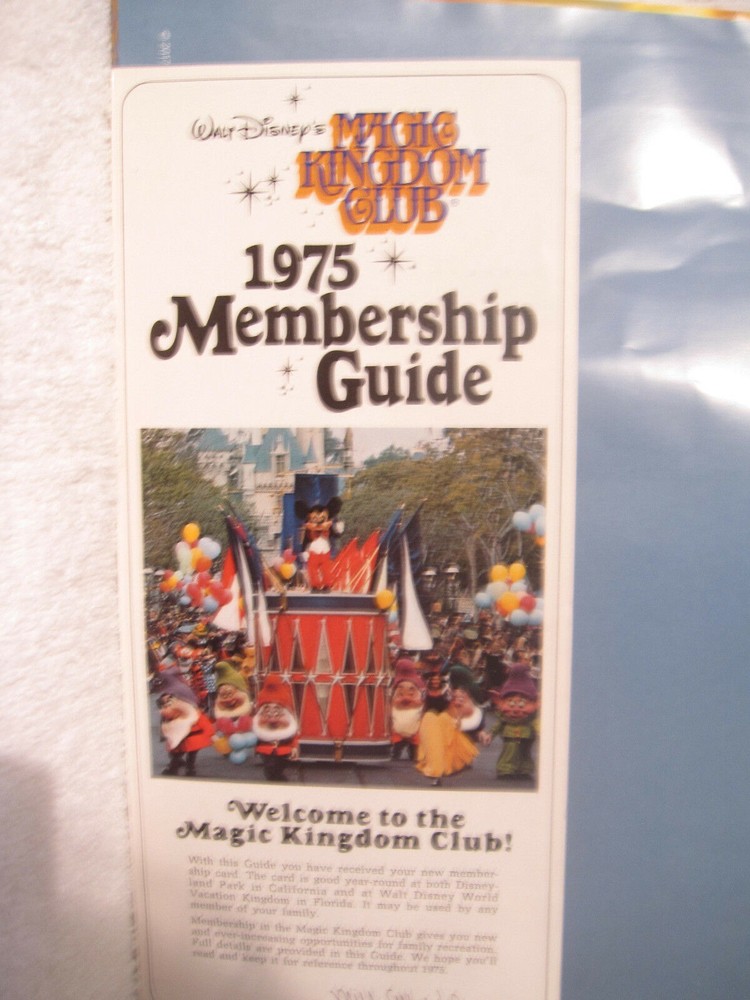 Walt Disney's MAGIC
KINGDOM
CLUB®
1975
Membership
Guide
Welcome to the
Magic Kingdom Club!
With this Guide you have received your new member-
ship card. The card is good year-round at both Disney-
land Park in California and at Walt Disney World
Vacation Kingdom in Florida. It may be used by any
member of your family.
Membership in the Magic Kingdom Club gives you new
and ever-increasing opportunities for family recreation.
Full details are provided in this Guide. We hope you'll
read and keep it for reference throughout 1975.